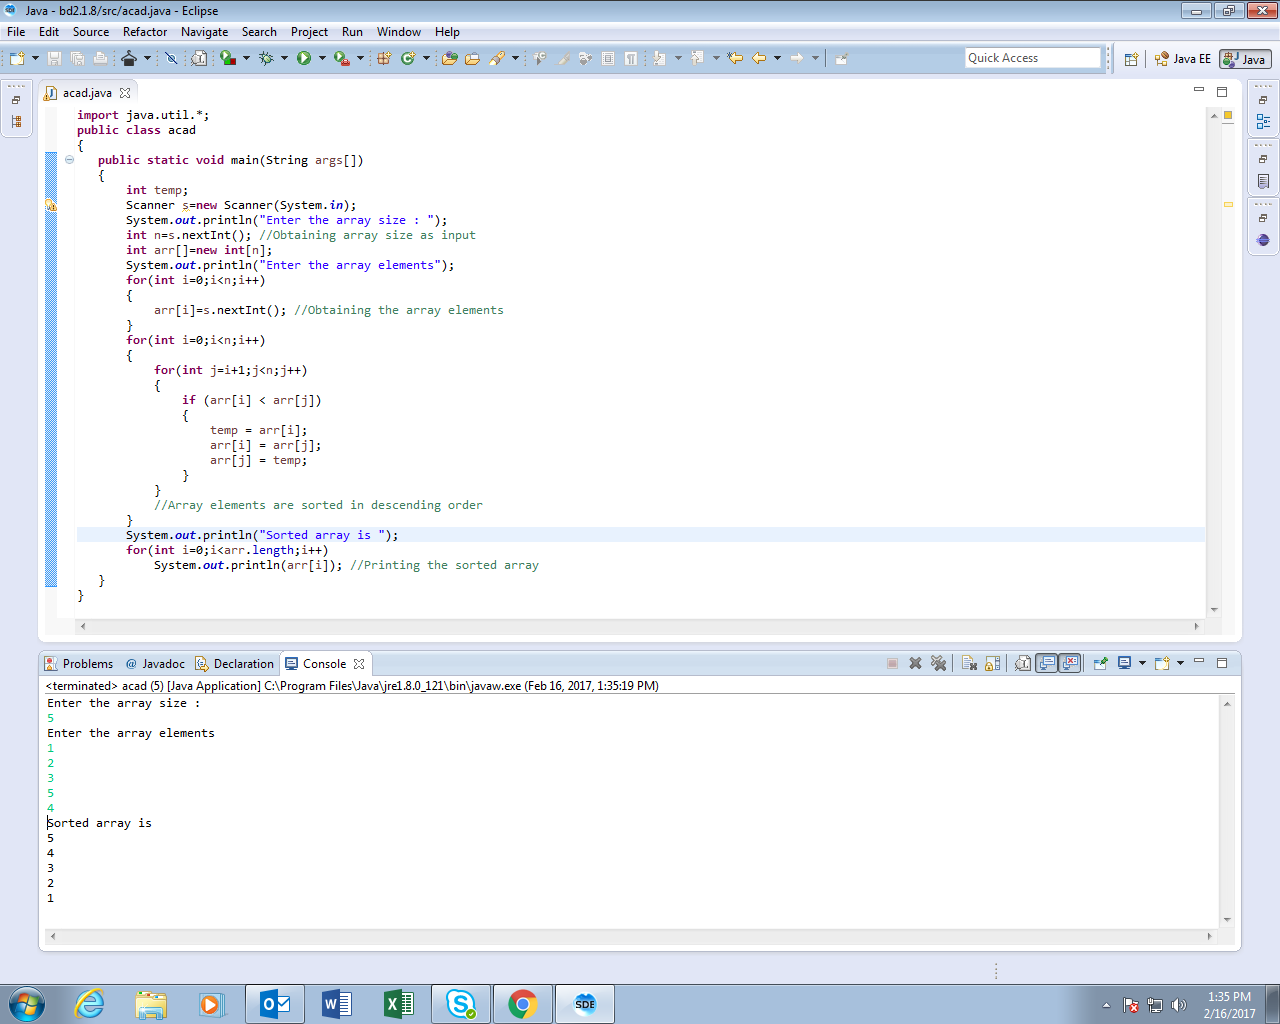 Java - bd2.1.8/src/acad.java - Eclipse
File Edit Source Refactor Navigate Search Project Run Window Help
Quick Access
Java EE
Java
acad.java
import java.util.*;
public class acad
{
public static void main(String args[])
{
int temp;
Scanner s=new Scanner(System.in);
System.out.println("Enter the array size : ");
int n=s.nextInt(); //Obtaining array size as input
int arr[]=new int[n];
System.out.println("Enter the array elements");
for(int i=0;i<n;i++)
{
arr[i]=s.nextInt(); //Obtaining the array elements
}
for(int i=0;i<n;i++)
{
for(int j=i+1;j<n;j++)
{
if (arr[i] < arr[j])
{
temp = arr[i];
arr[i] = arr[j];
arr[j] = temp;
}
}
//Array elements are sorted in descending order
}
System.out.println("Sorted array is ");
for(int i=0;i<arr.length;i++)
System.out.println(arr[i]); //Printing the sorted array
}
}
Problems @ Javadoc Declaration Console
<terminated> acad (5) [Java Application] C:\Program Files\Java\jre1.8.0_121\bin\javaw.exe (Feb 16, 2017, 1:35:19 PM)
Enter the array size :
5
Enter the array elements
1
2
3
5
4
Sorted array is
5
4
3
2
1
SDE
1:35 PM
2/16/2017